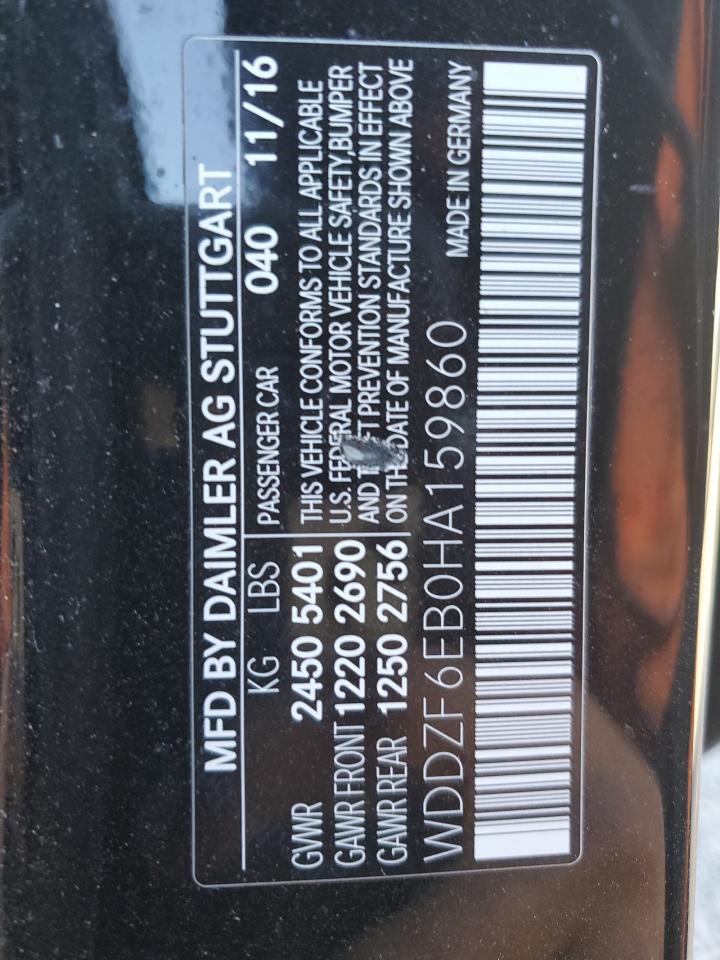 MFD BY DAIMLER AG STUTTGART
KG LBS PASSENGER CAR 040 11/16
GVWR 2450 5401
GAWR FRONT 1220 2690
GAWR REAR 1250 2756
THIS VEHICLE CONFORMS TO ALL APPLICABLE
U.S. FEDERAL MOTOR VEHICLE SAFETY,BUMPER
AND THEFT PREVENTION STANDARDS IN EFFECT
ON THE DATE OF MANUFACTURE SHOWN ABOVE
WDDZF6EB0HA159860 MADE IN GERMANY